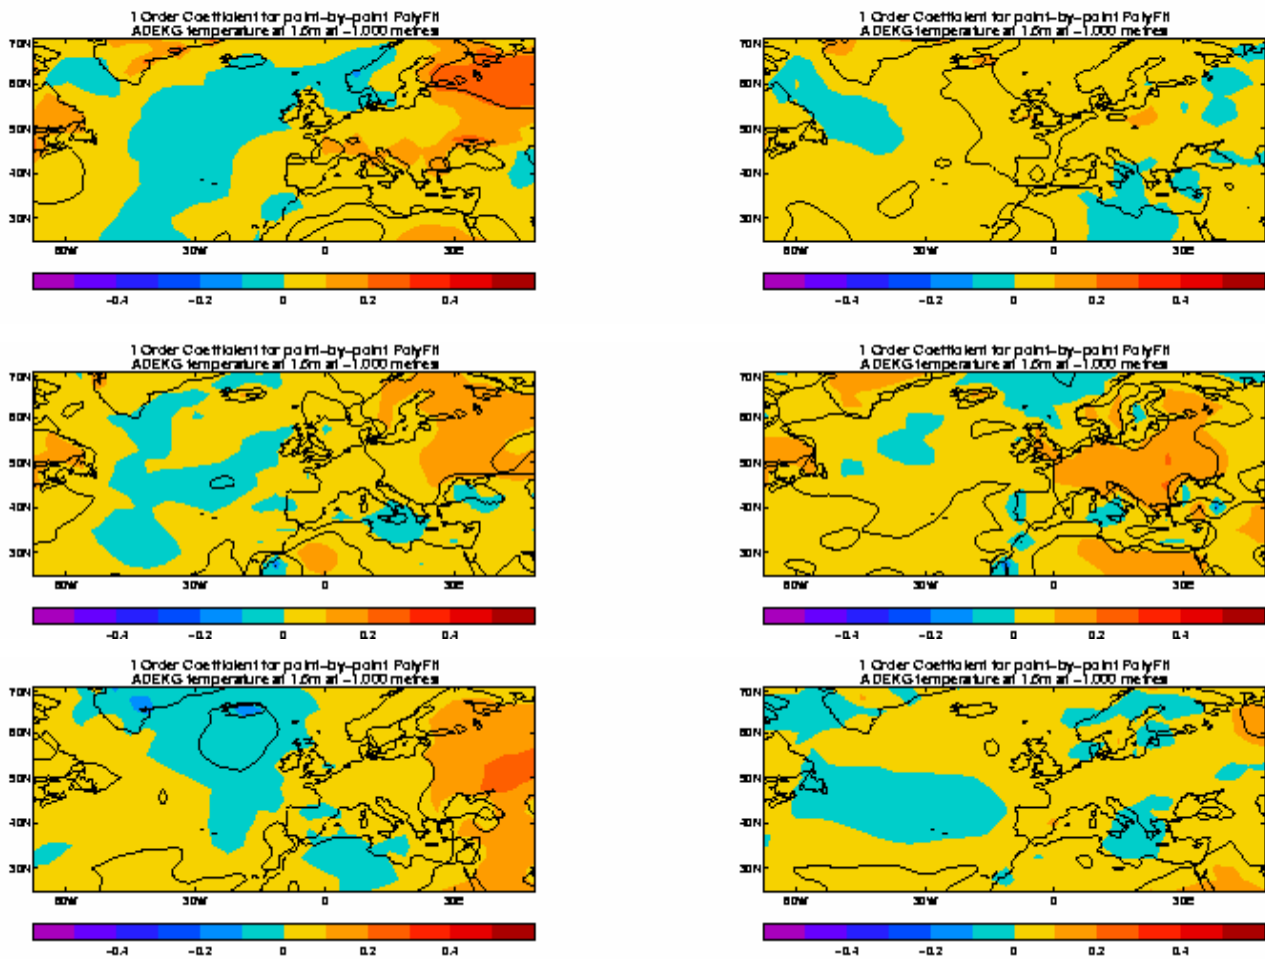 1 Order Coefficient for point-by-point PolyFit
ADEKG temperature at 1.5m at -1.000 metres
70N
60N
50N
40N
30N
60W 30W 0 30E
-0.4 -0.2 0 0.2 0.4
1 Order Coefficient for point-by-point PolyFit
ADEKG temperature at 1.5m at -1.000 metres
70N
60N
50N
40N
30N
60W 30W 0 30E
-0.4 -0.2 0 0.2 0.4
1 Order Coefficient for point-by-point PolyFit
ADEKG temperature at 1.5m at -1.000 metres
70N
60N
50N
40N
30N
60W 30W 0 30E
-0.4 -0.2 0 0.2 0.4
1 Order Coefficient for point-by-point PolyFit
ADEKG temperature at 1.5m at -1.000 metres
70N
60N
50N
40N
30N
60W 30W 0 30E
-0.4 -0.2 0 0.2 0.4
1 Order Coefficient for point-by-point PolyFit
ADEKG temperature at 1.5m at -1.000 metres
70N
60N
50N
40N
30N
60W 30W 0 30E
-0.4 -0.2 0 0.2 0.4
1 Order Coefficient for point-by-point PolyFit
ADEKG temperature at 1.5m at -1.000 metres
70N
60N
50N
40N
30N
60W 30W 0 30E
-0.4 -0.2 0 0.2 0.4